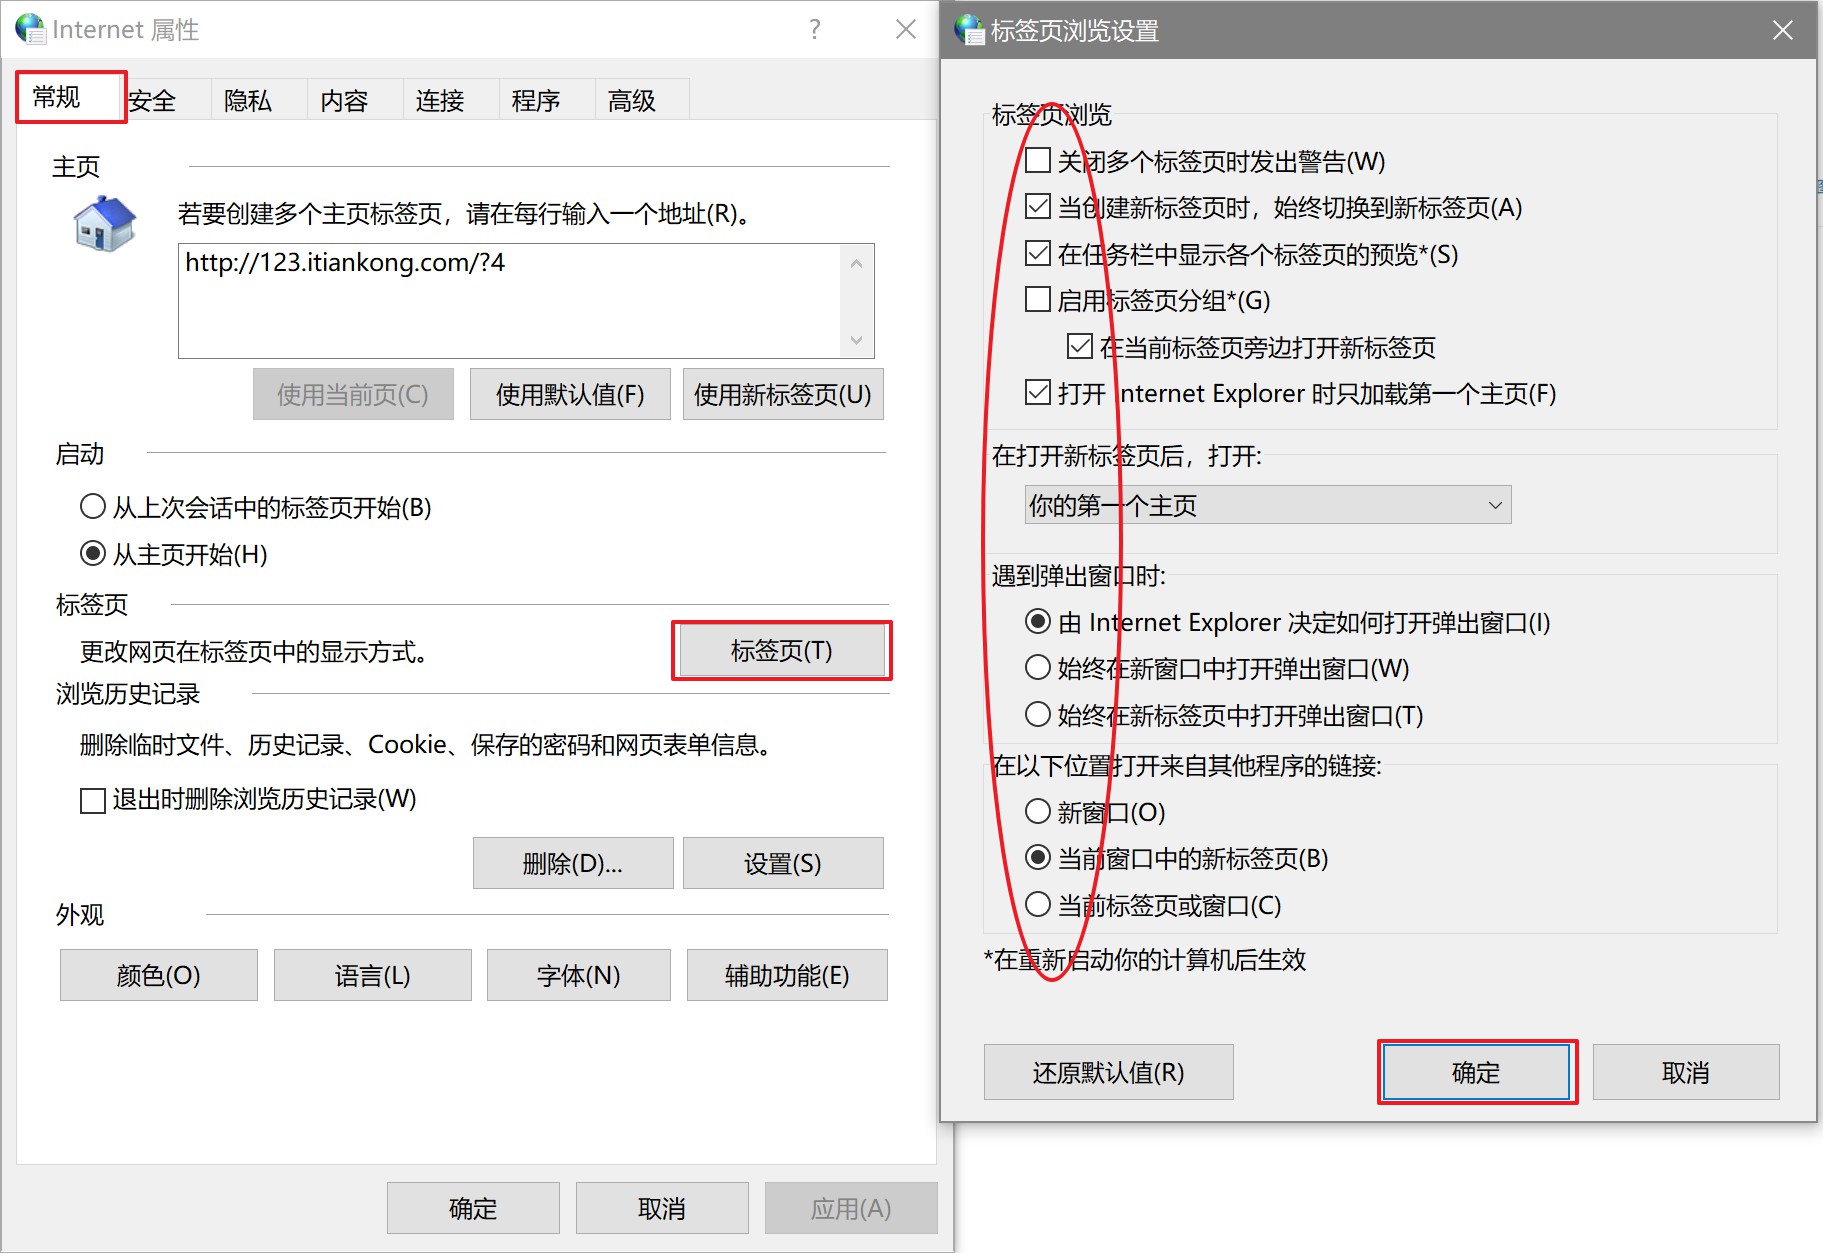 Internet 属性
?
常规
安全
隐私
内容
连接
程序
高级
主页
若要创建多个主页标签页，请在每行输入一个地址(R)。
http://123.itiankong.com/?4
使用当前页(C)
使用默认值(F)
使用新标签页(U)
启动
从上次会话中的标签页开始(B)
从主页开始(H)
标签页
更改网页在标签页中的显示方式。
标签页(T)
浏览历史记录
删除临时文件、历史记录、Cookie、保存的密码和网页表单信息。
退出时删除浏览历史记录(W)
删除(D)...
设置(S)
外观
颜色(O)
语言(L)
字体(N)
辅助功能(E)
确定
取消
应用(A)
标签页浏览设置
标签页浏览
关闭多个标签页时发出警告(W)
当创建新标签页时，始终切换到新标签页(A)
在任务栏中显示各个标签页的预览*(S)
启用标签页分组*(G)
在当前标签页旁边打开新标签页
打开 Internet Explorer 时只加载第一个主页(F)
在打开新标签页后，打开:
你的第一个主页
遇到弹出窗口时:
由 Internet Explorer 决定如何打开弹出窗口(I)
始终在新窗口中打开弹出窗口(W)
始终在新标签页中打开弹出窗口(T)
在以下位置打开来自其他程序的链接:
新窗口(O)
当前窗口中的新标签页(B)
当前标签页或窗口(C)
*在重新启动你的计算机后生效
还原默认值(R)
确定
取消